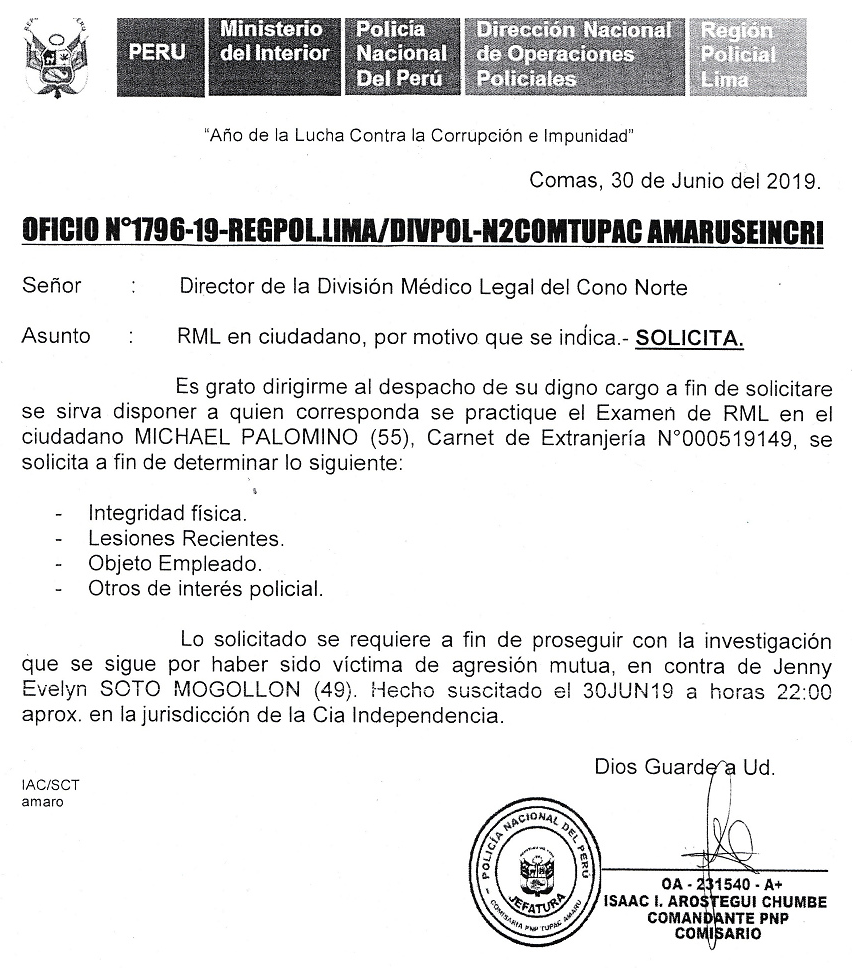 PERU
Ministerio
del Interior
Policía
Nacional
Del Perú
Dirección Nacional
de Operaciones
Policiales
Región
Policial
Lima
"Año de la Lucha Contra la Corrupción e Impunidad"
Comas, 30 de Junio del 2019.
OFICIO N°1796-19-REGPOL.LIMA/DIVPOL-N2COMTUPAC AMARUSEINCRI
Señor : Director de la División Médico Legal del Cono Norte
Asunto : RML en ciudadano, por motivo que se indica.- SOLICITA.
Es grato dirigirme al despacho de su digno cargo a fin de solicitare
se sirva disponer a quien corresponda se practique el Examen de RML en el
ciudadano MICHAEL PALOMINO (55), Carnet de Extranjería N°000519149, se
solicita a fin de determinar lo siguiente:
- Integridad física.
- Lesiones Recientes.
- Objeto Empleado.
- Otros de interés policial.
Lo solicitado se requiere a fin de proseguir con la investigación
que se sigue por haber sido víctima de agresión mutua, en contra de Jenny
Evelyn SOTO MOGOLLON (49). Hecho suscitado el 30JUN19 a horas 22:00
aprox. en la jurisdicción de la Cia Independencia.
Dios Guarde a Ud.
IAC/SCT
amaro
POLICÍA NACIONAL DEL PERÚ
JEFATURA
COMISARIA PNP TUPAC AMARU
OA - 231540 - A+
ISAAC I. AROSTEGUI CHUMBE
COMANDANTE PNP
COMISARIO